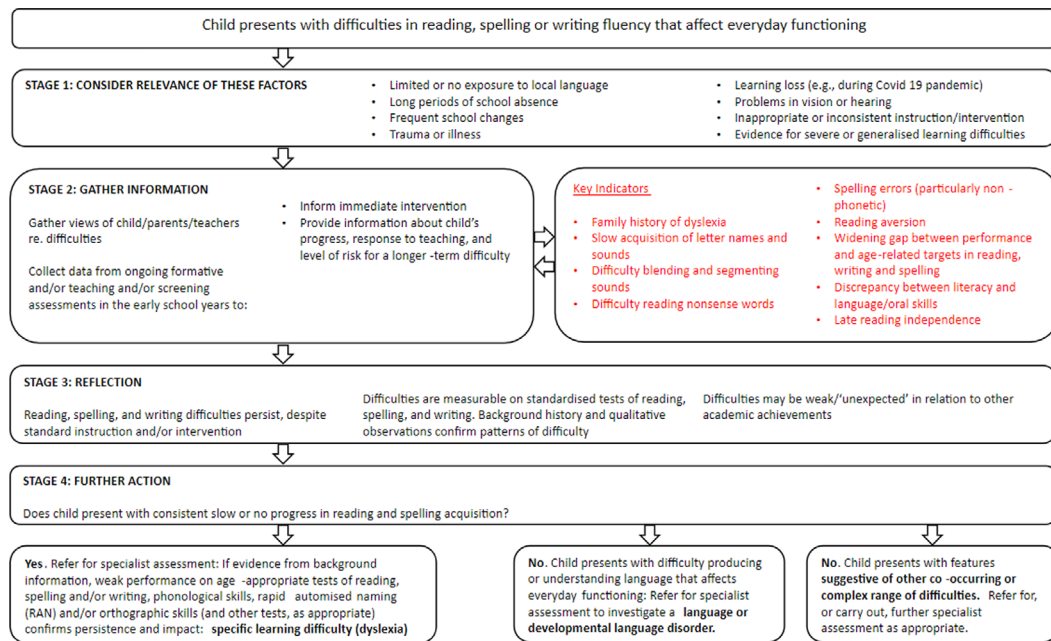 Child presents with difficulties in reading, spelling or writing fluency that affect everyday functioning
STAGE 1: CONSIDER RELEVANCE OF THESE FACTORS
• Limited or no exposure to local language
• Long periods of school absence
• Frequent school changes
• Trauma or illness
• Learning loss (e.g., during Covid 19 pandemic)
• Problems in vision or hearing
• Inappropriate or inconsistent instruction/intervention
• Evidence for severe or generalised learning difficulties
STAGE 2: GATHER INFORMATION
Gather views of child/parents/teachers
re. difficulties
Collect data from ongoing formative
and/or teaching and/or screening
assessments in the early school years to:
• Inform immediate intervention
• Provide information about child's
progress, response to teaching, and
level of risk for a longer -term difficulty
Key Indicators
• Family history of dyslexia
• Slow acquisition of letter names and
sounds
• Difficulty blending and segmenting
sounds
• Difficulty reading nonsense words
• Spelling errors (particularly non -
phonetic)
• Reading aversion
• Widening gap between performance
and age-related targets in reading,
writing and spelling
• Discrepancy between literacy and
language/oral skills
• Late reading independence
STAGE 3: REFLECTION
Reading, spelling, and writing difficulties persist, despite
standard instruction and/or intervention
Difficulties are measurable on standardised tests of reading,
spelling, and writing. Background history and qualitative
observations confirm patterns of difficulty
Difficulties may be weak/'unexpected' in relation to other
academic achievements
STAGE 4: FURTHER ACTION
Does child present with consistent slow or no progress in reading and spelling acquisition?
Yes. Refer for specialist assessment: If evidence from background
information, weak performance on age -appropriate tests of reading,
spelling and/or writing, phonological skills, rapid automised naming
(RAN) and/or orthographic skills (and other tests, as appropriate)
confirms persistence and impact: specific learning difficulty (dyslexia)
No. Child presents with difficulty producing
or understanding language that affects
everyday functioning: Refer for specialist
assessment to investigate a language or
developmental language disorder.
No. Child presents with features
suggestive of other co -occurring or
complex range of difficulties. Refer for,
or carry out, further specialist
assessment as appropriate.